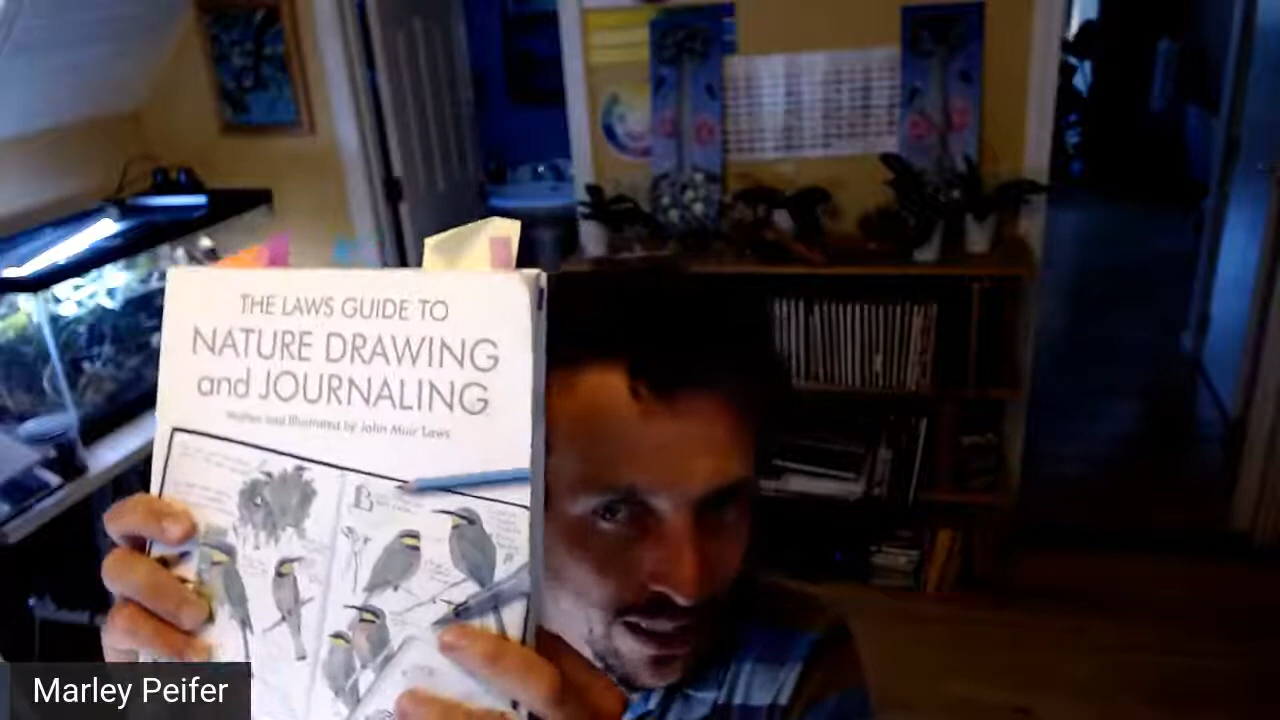 THE LAWS GUIDE TO
NATURE DRAWING
and JOURNALING
Written and Illustrated by John Muir Laws
B
Marley Peifer